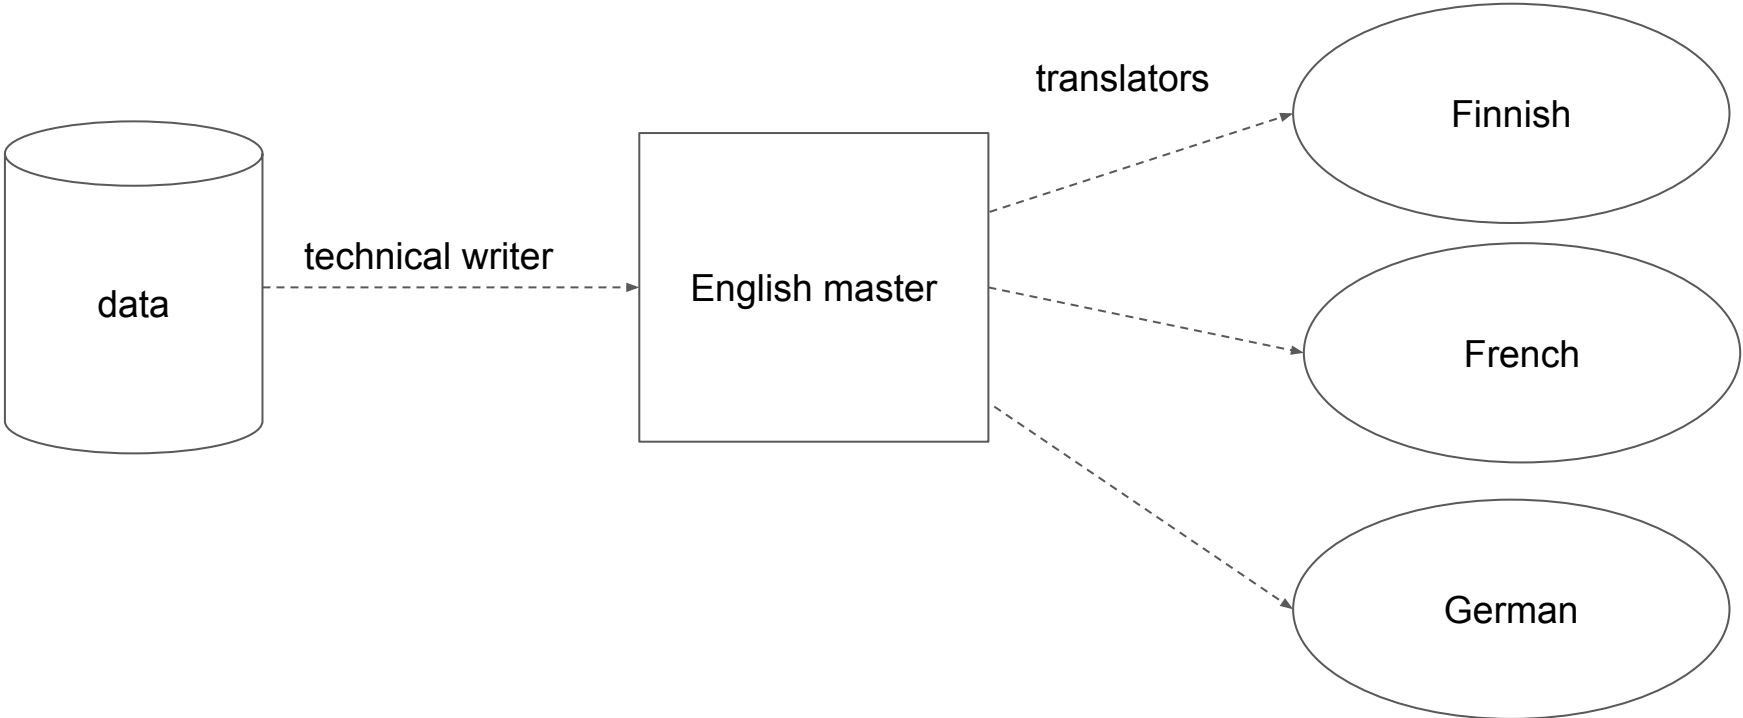 data
technical writer
English master
translators
Finnish
French
German